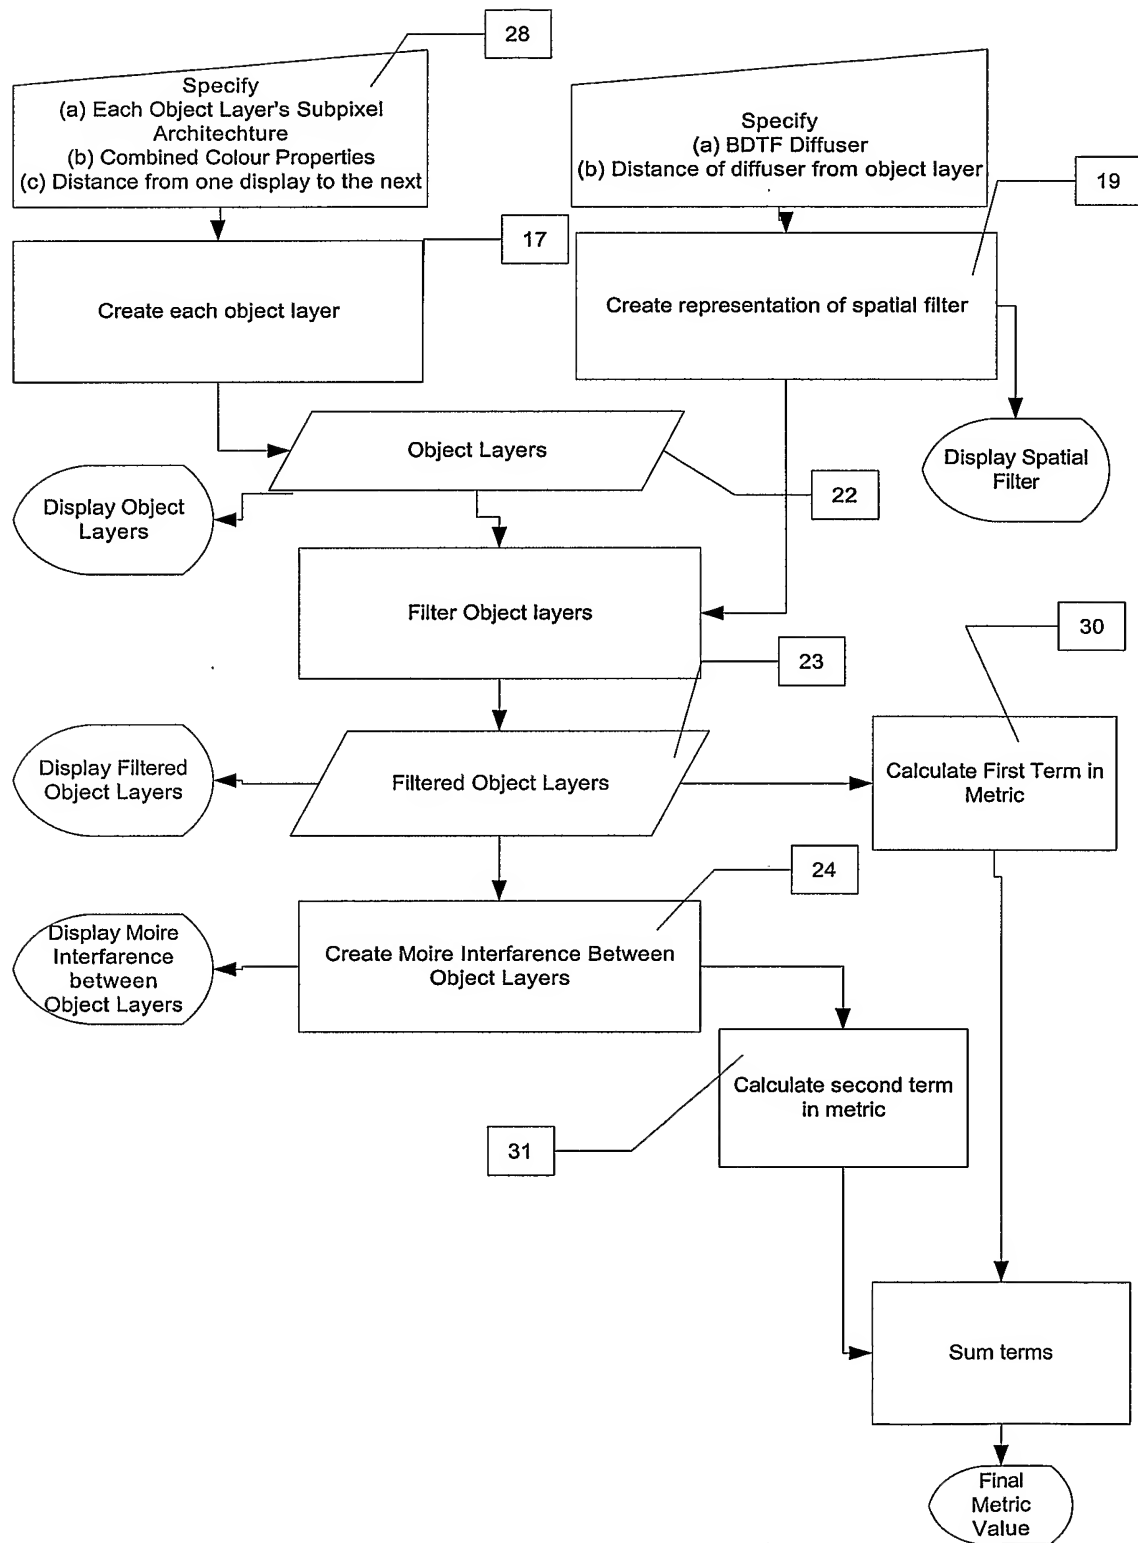 28
Specify
(a) Each Object Layer's Subpixel
Architechture
(b) Combined Colour Properties
(c) Distance from one display to the next
Specify
(a) BDTF Diffuser
(b) Distance of diffuser from object layer
19
17
Create each object layer
Create representation of spatial filter
Object Layers
Display Spatial
Filter
22
Display Object
Layers
Filter Object layers
30
23
Display Filtered
Object Layers
Filtered Object Layers
Calculate First Term in
Metric
24
Display Moire
Interfarence
between
Object Layers
Create Moire Interfarence Between
Object Layers
Calculate second term
in metric
31
Sum terms
Final
Metric
Value